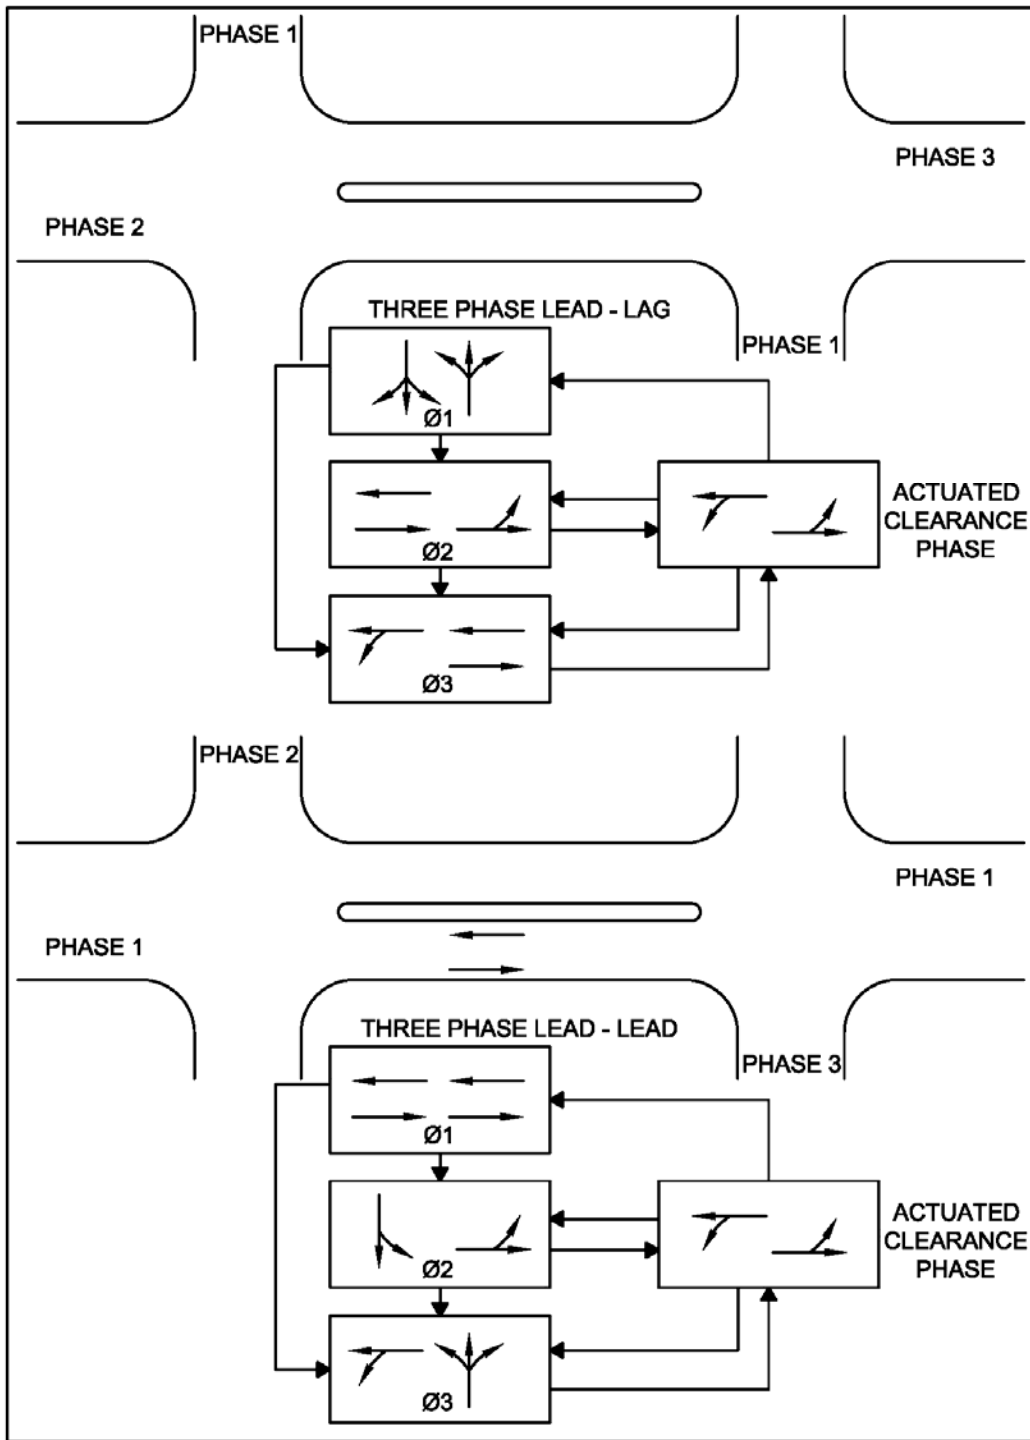 PHASE 1
PHASE 3
PHASE 2
THREE PHASE LEAD - LAG
PHASE 1
Ø1
ACTUATED
CLEARANCE
PHASE
Ø2
Ø3
PHASE 2
PHASE 1
PHASE 1
THREE PHASE LEAD - LEAD
PHASE 3
Ø1
ACTUATED
CLEARANCE
PHASE
Ø2
Ø3